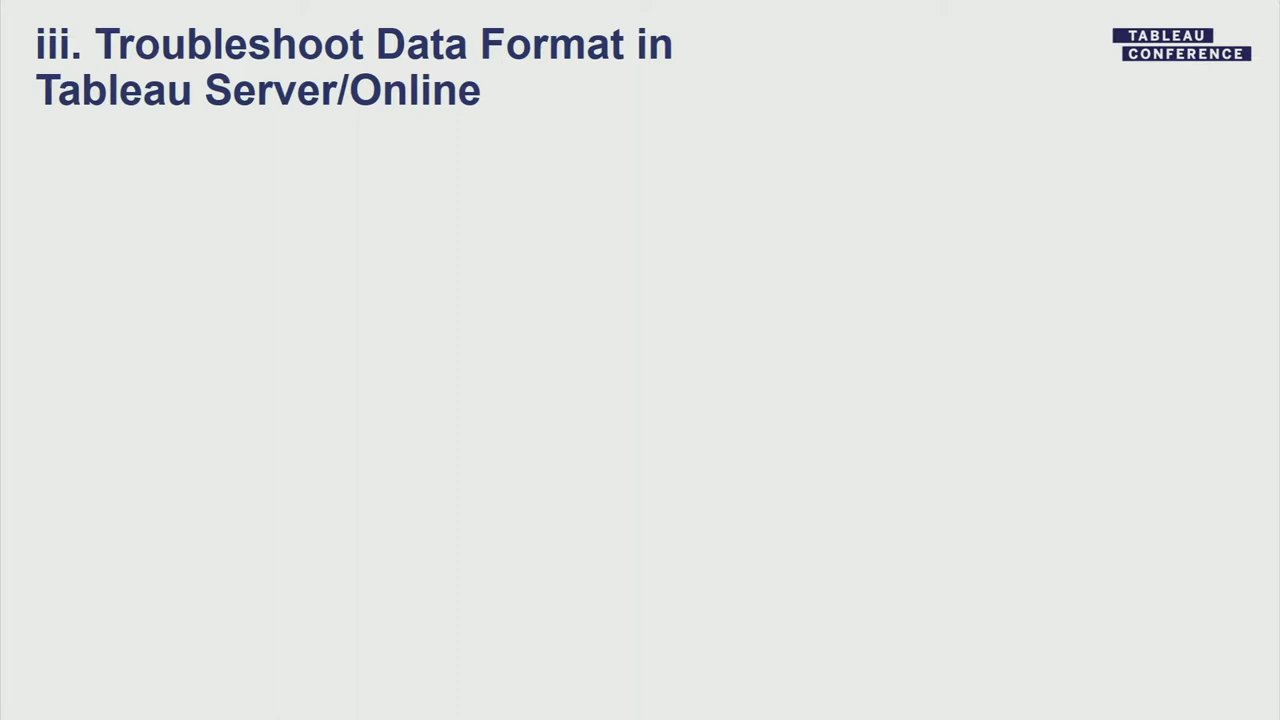 iii. Troubleshoot Data Format in
Tableau Server/Online
TABLEAU
CONFERENCE